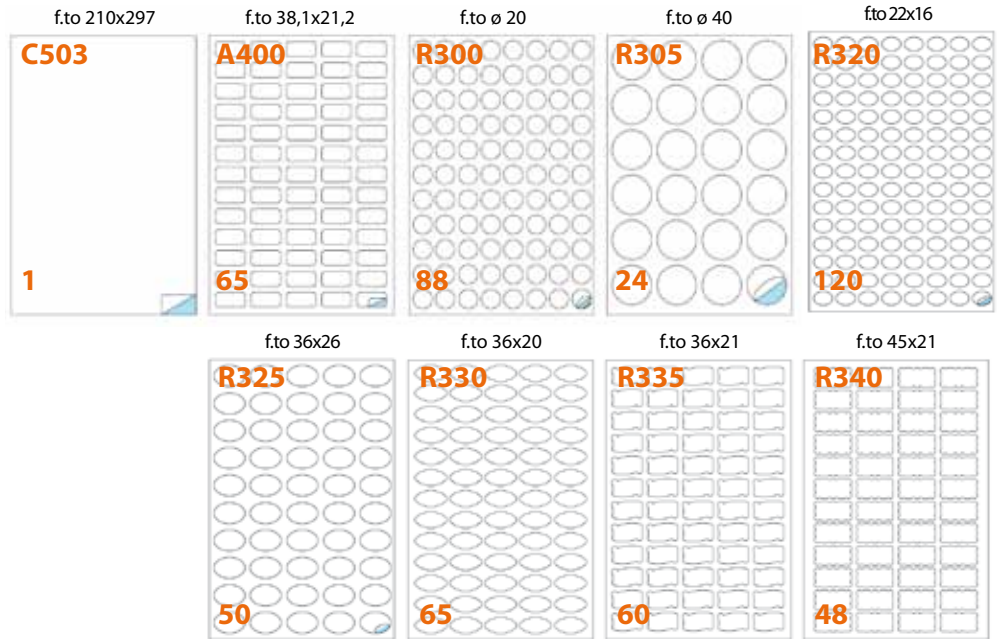 f.to 210x297
f.to 38,1x21,2
f.to ø 20
f.to ø 40
f.to 22x16
C503
A400
R300
R305
R320
1
65
88
24
120
f.to 36x26
f.to 36x20
f.to 36x21
f.to 45x21
R325
R330
R335
R340
50
65
60
48